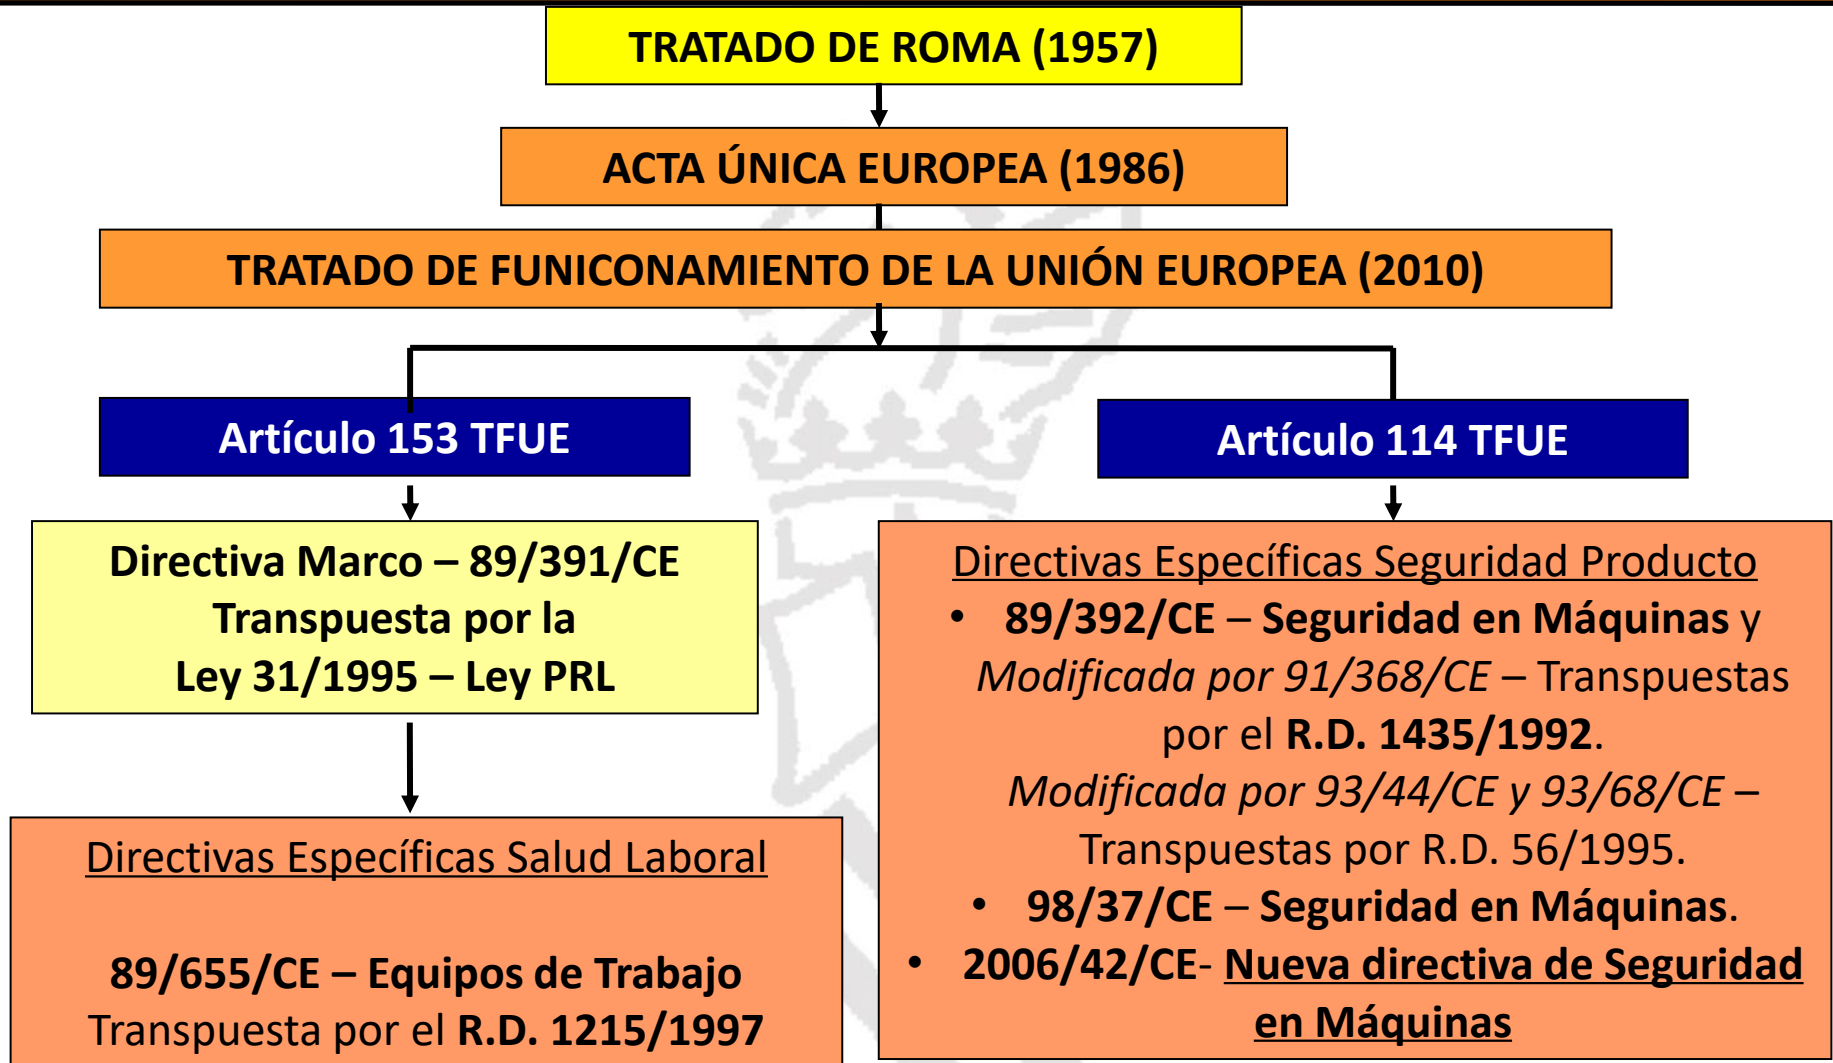 TRATADO DE ROMA (1957)
ACTA ÚNICA EUROPEA (1986)
TRATADO DE FUNICONAMIENTO DE LA UNIÓN EUROPEA (2010)
Artículo 153 TFUE
Directiva Marco – 89/391/CE
Transpuesta por la
Ley 31/1995 – Ley PRL
Directivas Específicas Salud Laboral
89/655/CE – Equipos de Trabajo
Transpuesta por el R.D. 1215/1997
Artículo 114 TFUE
Directivas Específicas Seguridad Producto
• 89/392/CE – Seguridad en Máquinas y
Modificada por 91/368/CE – Transpuestas
por el R.D. 1435/1992.
Modificada por 93/44/CE y 93/68/CE –
Transpuestas por R.D. 56/1995.
• 98/37/CE – Seguridad en Máquinas.
• 2006/42/CE- Nueva directiva de Seguridad
en Máquinas